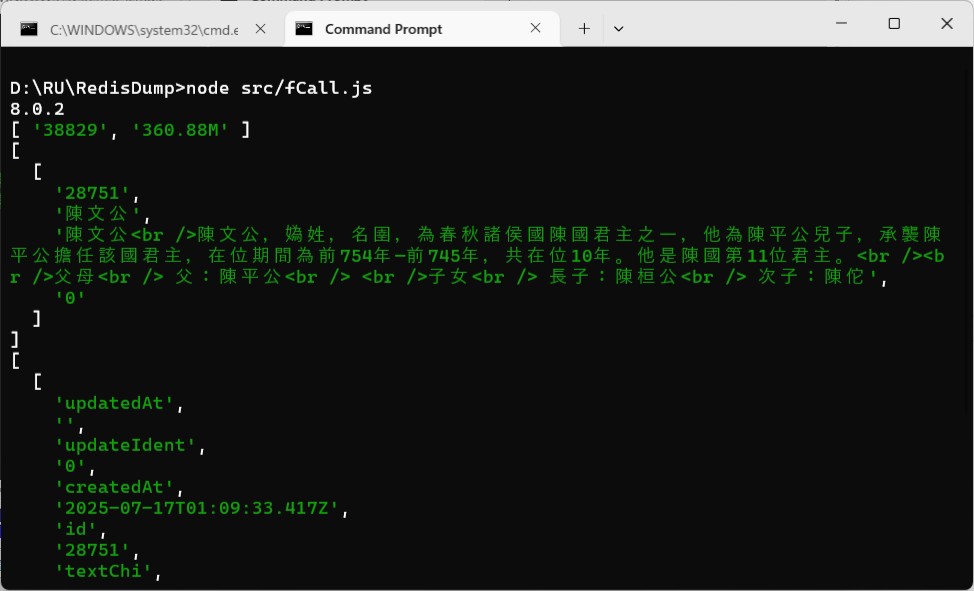 C:\WINDOWS\system32\cmd.e
Command Prompt
D:\RU\RedisDump>node src/fCall.js
8.0.2
[ '38829', '360.88M' ]
[
[
'28751',
'陳文公',
'陳文公<br />陳文公，媯姓，名圉，為春秋諸侯國陳國君主之一，他為陳平公兒子，承襲陳
平公擔任該國君主，在位期間為前754年—前745年，共在位10年。他是陳國第11位君主。<br /><b
r />父母<br /> 父：陳平公<br /> <br />子女<br /> 長子：陳桓公<br /> 次子：陳佗',
'0'
]
]
[
[
'updatedAt',
'',
'updateIdent',
'0',
'createdAt',
'2025-07-17T01:09:33.417Z',
'id',
'28751',
'textChi',